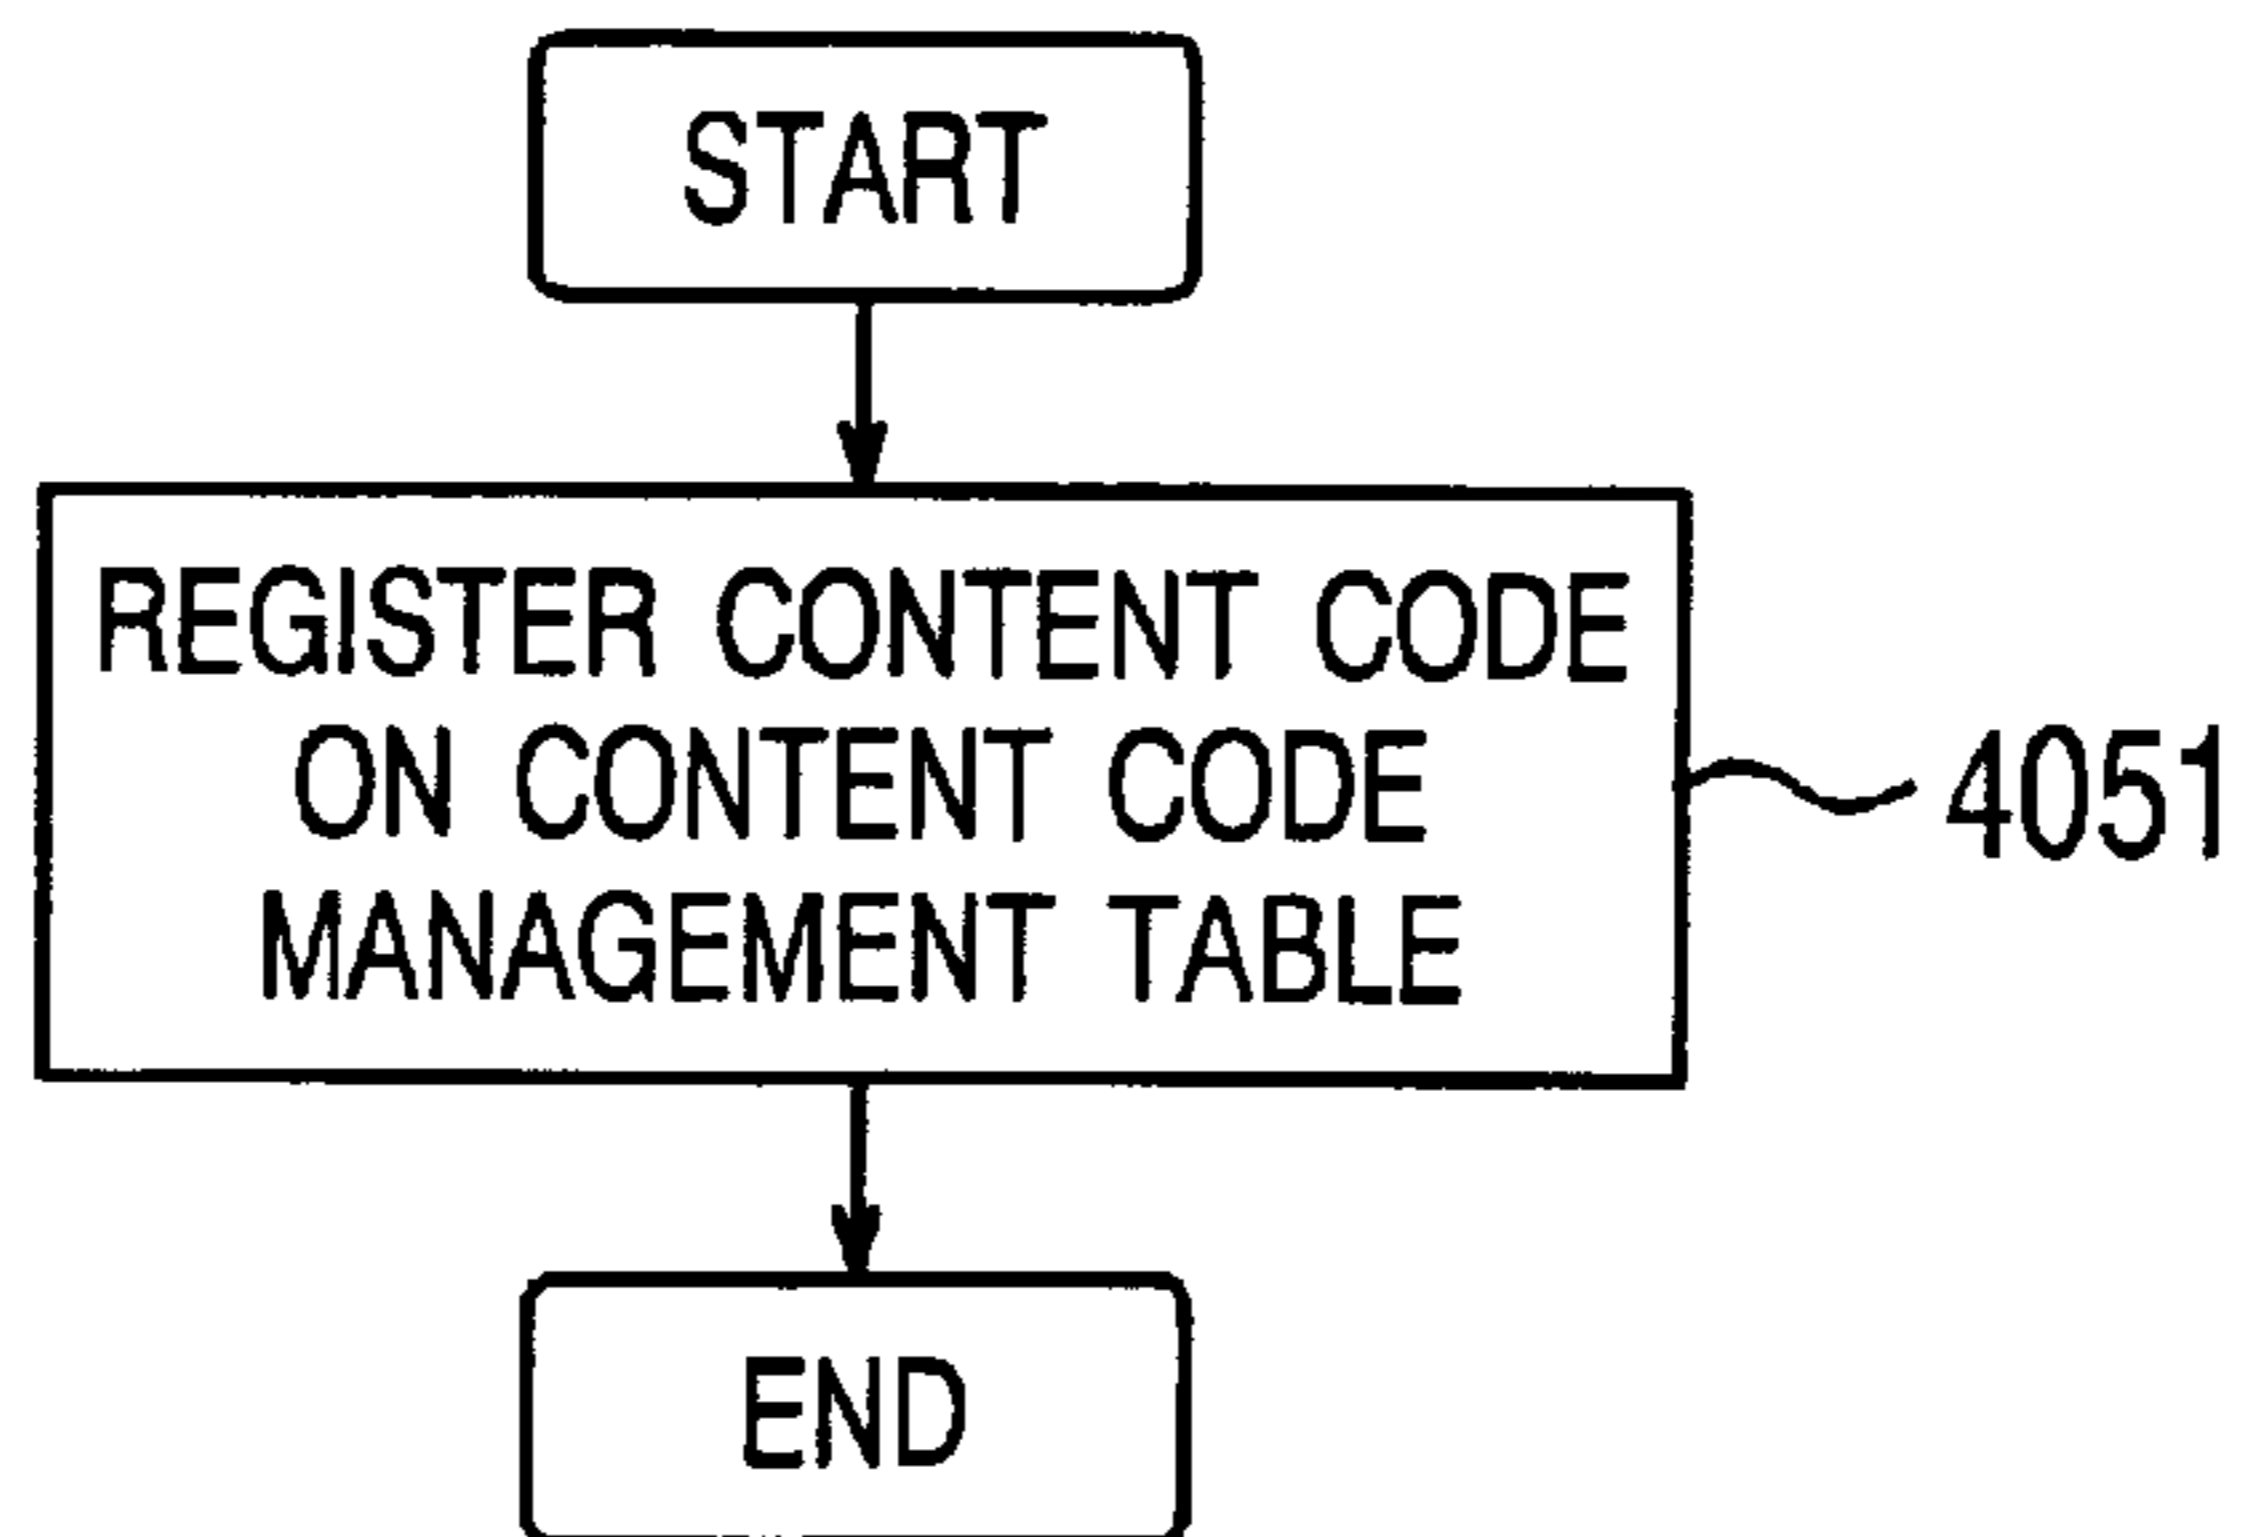 START
REGISTER CONTENT CODE
ON CONTENT CODE
MANAGEMENT TABLE
4051
END